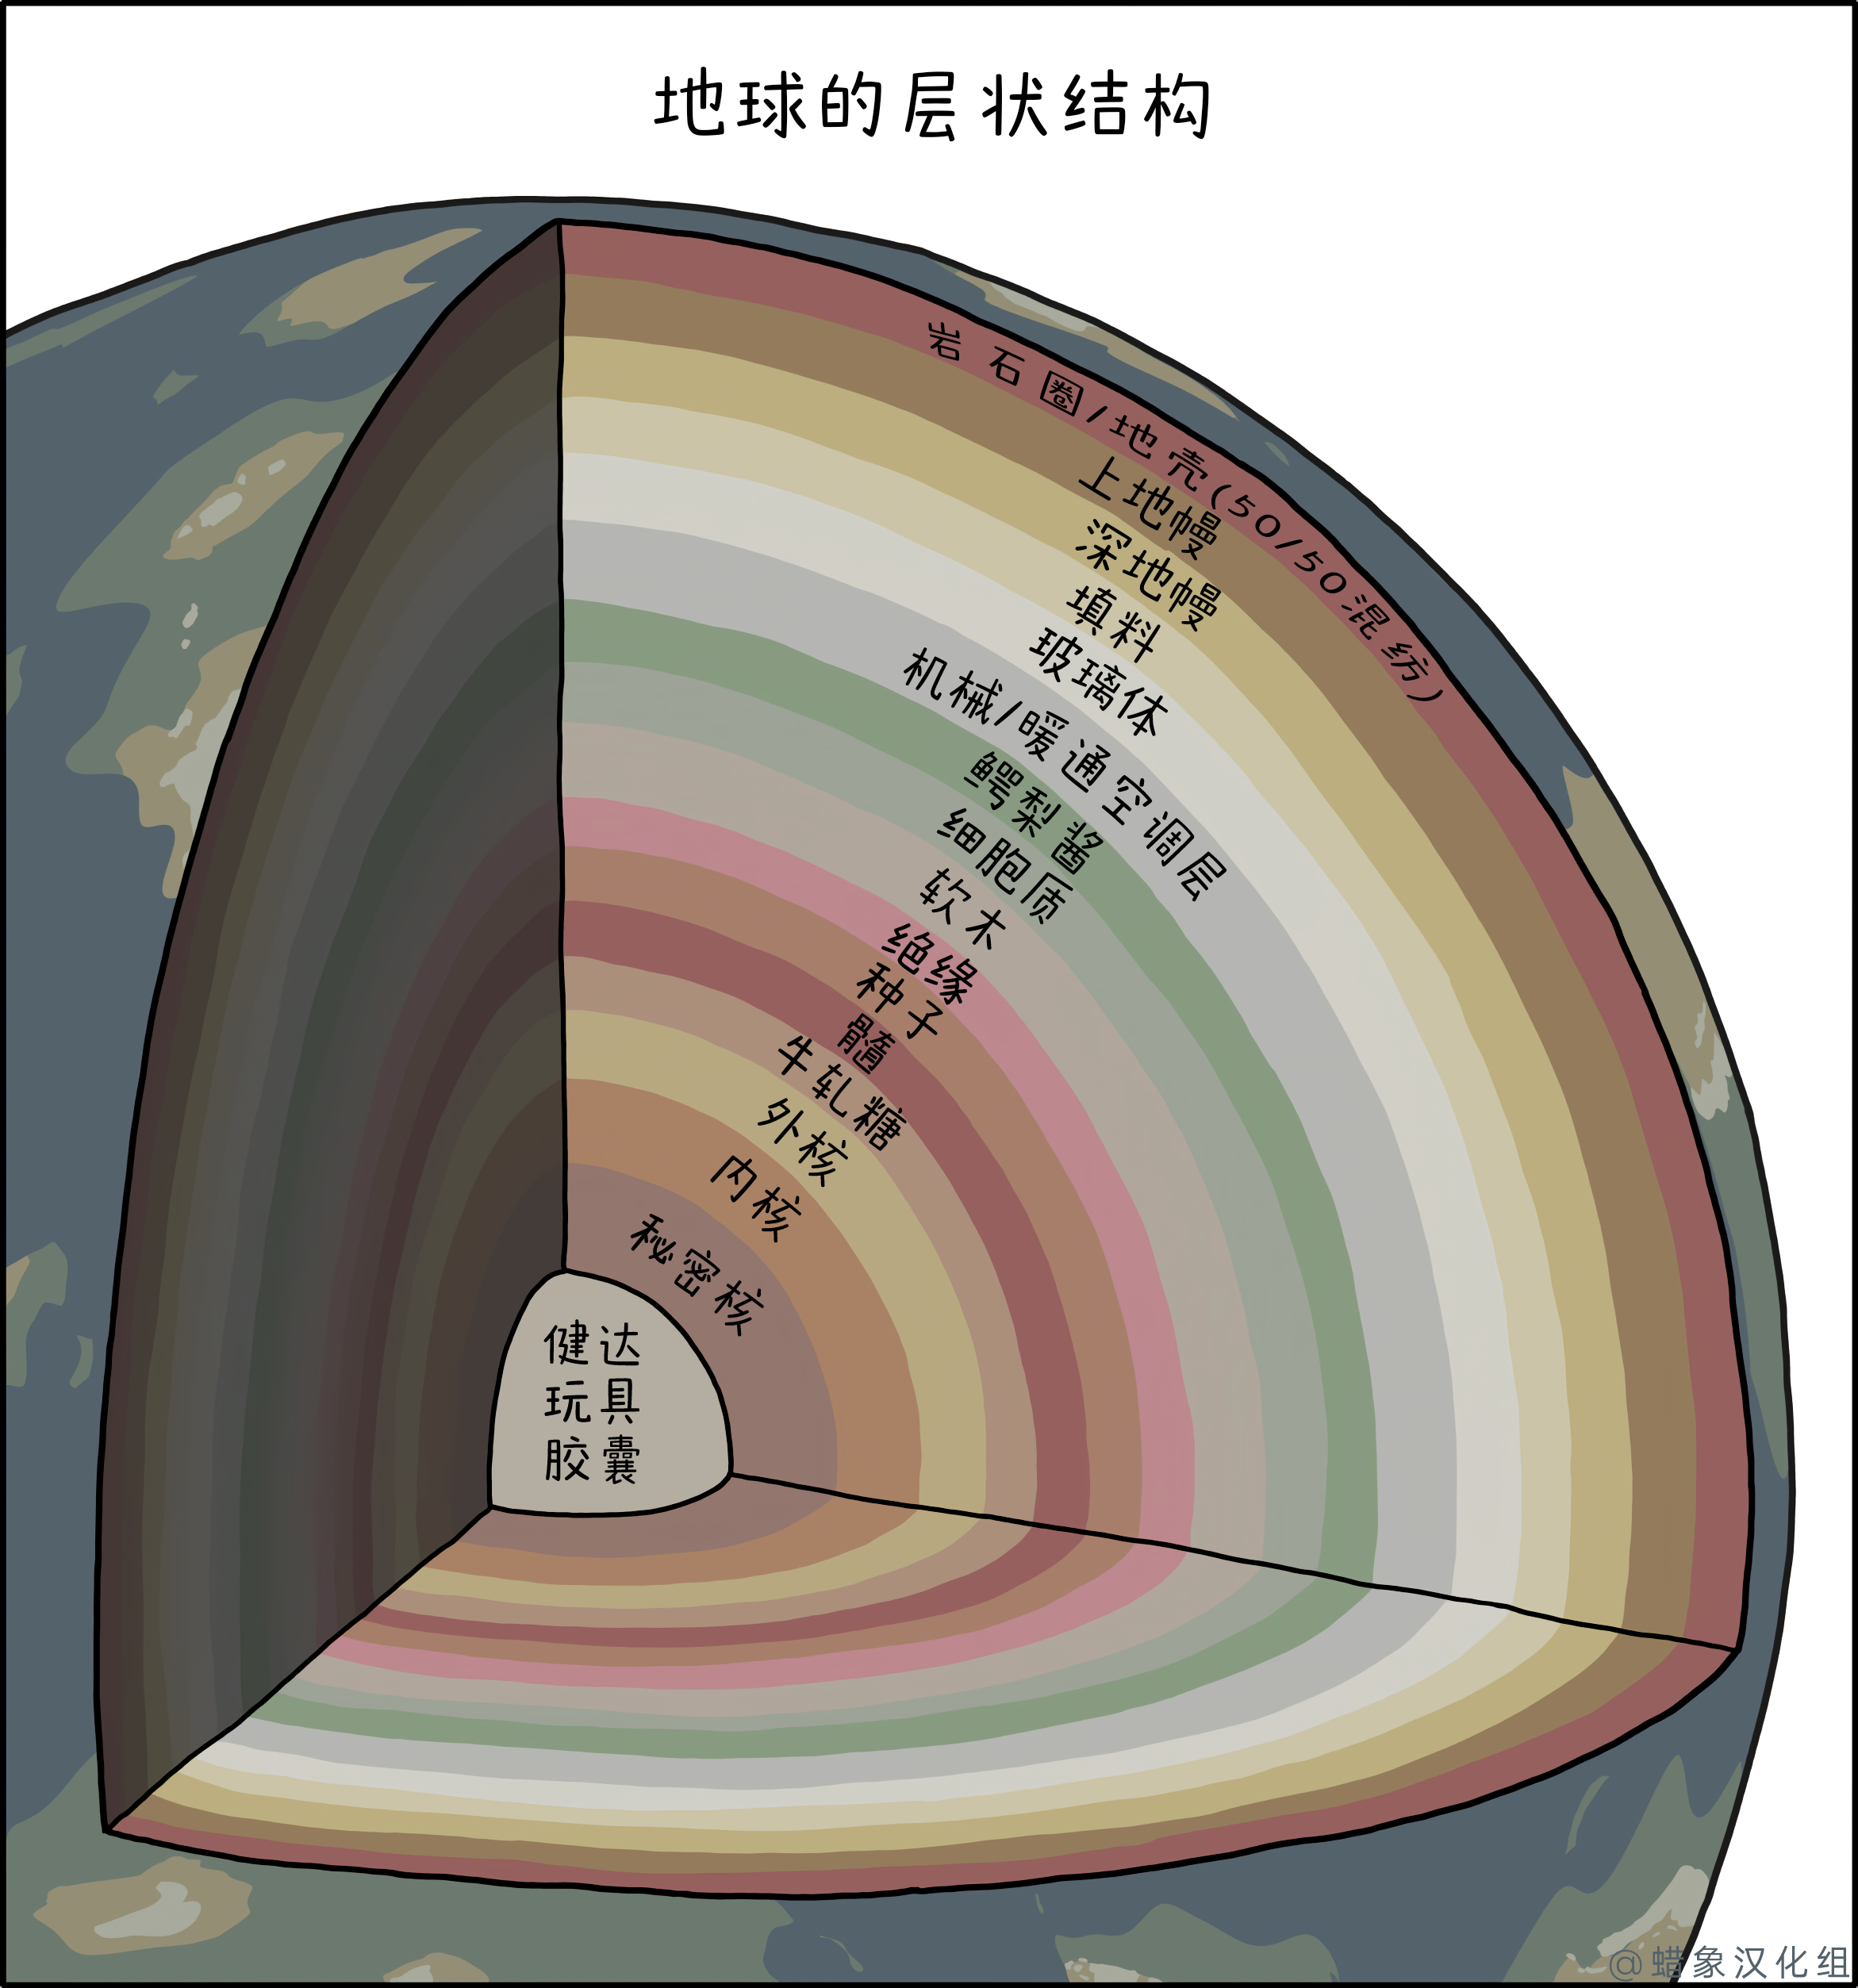 地球的层状结构
岩石圈/地壳(50/50混纺)
上地幔
深地幔
填料
玻璃体
机械/暖通空调层
鳄梨酱
细胞质
软木
绝缘
种子
髓
牛轧糖
外核
内核
秘密核
健达
玩具
胶囊
@蜡象汉化组